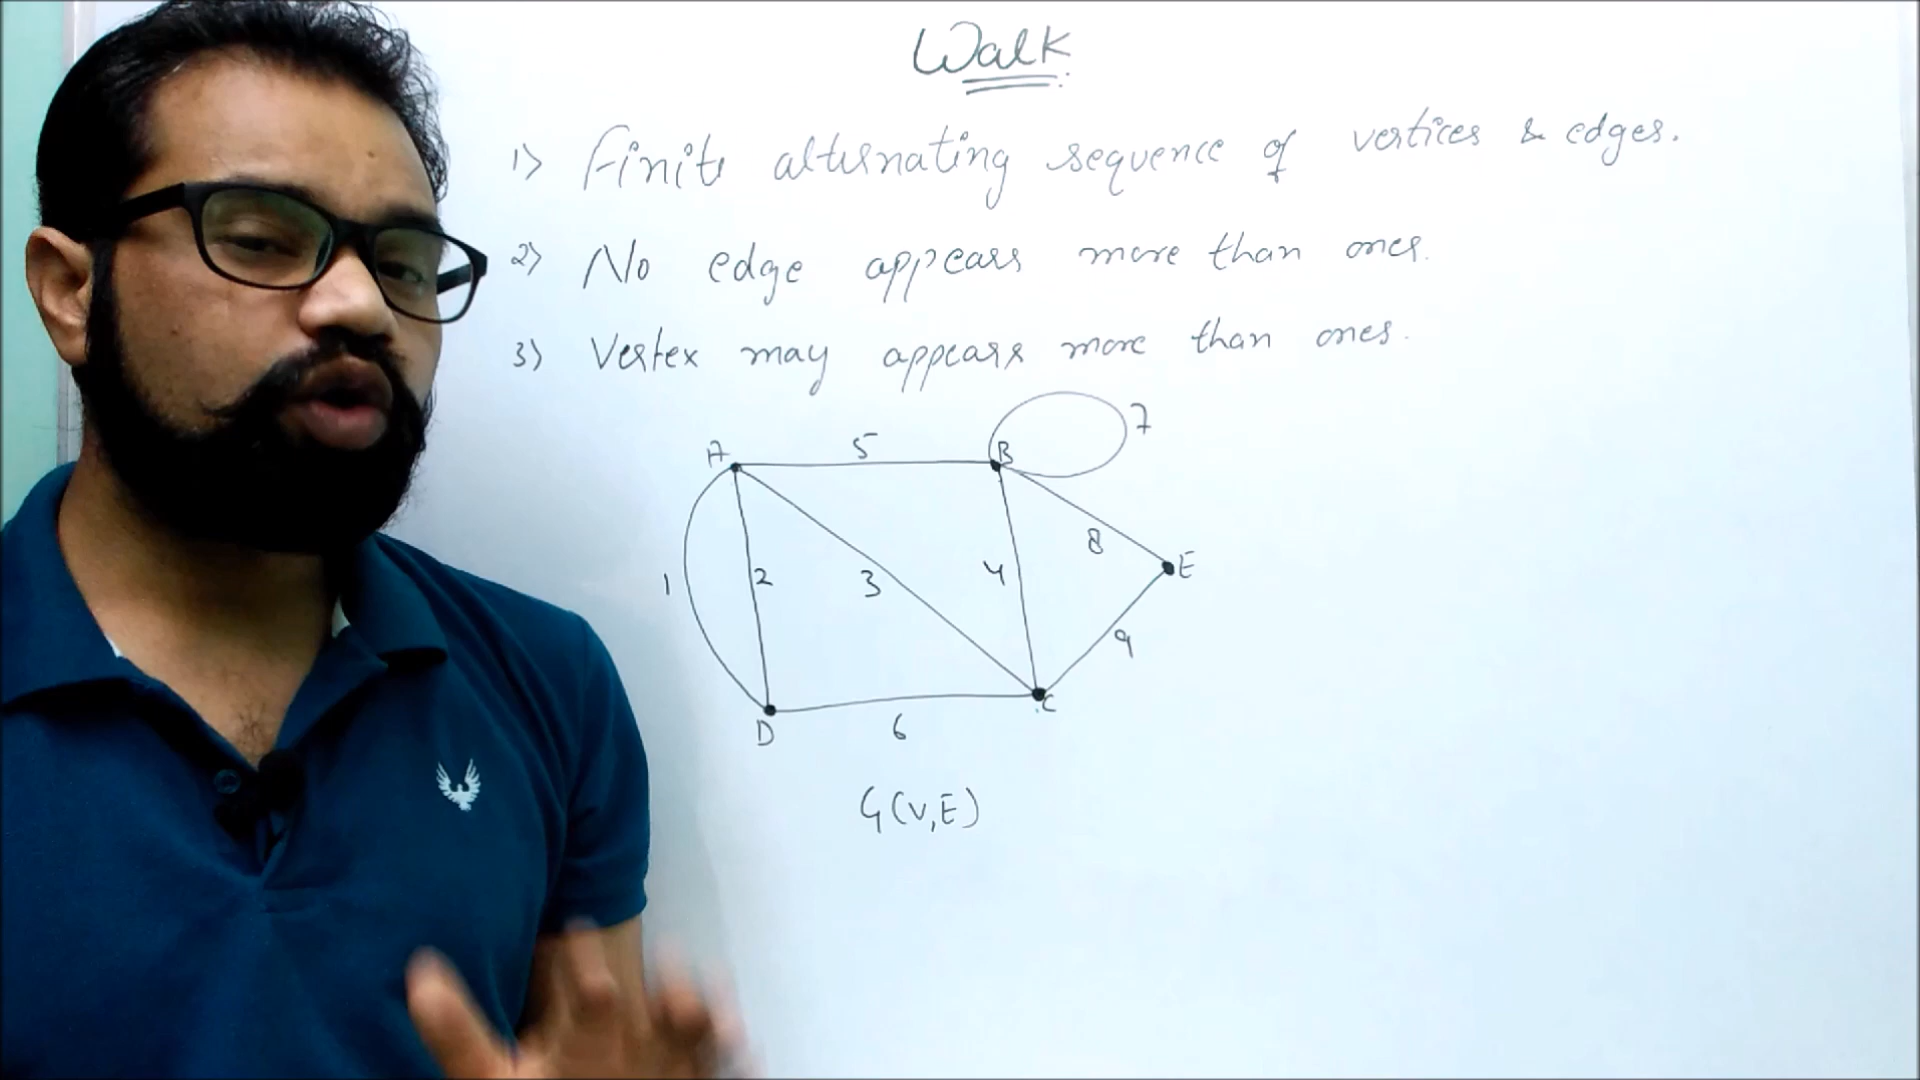 Walk
1) Finite alternating sequence of vertices & edges.
2) No edge appears more than ones.
3) Vertex may appears more than ones.
7
A 5 B
8
1 2 3 4 E
9
D 6 C
G(V,E)